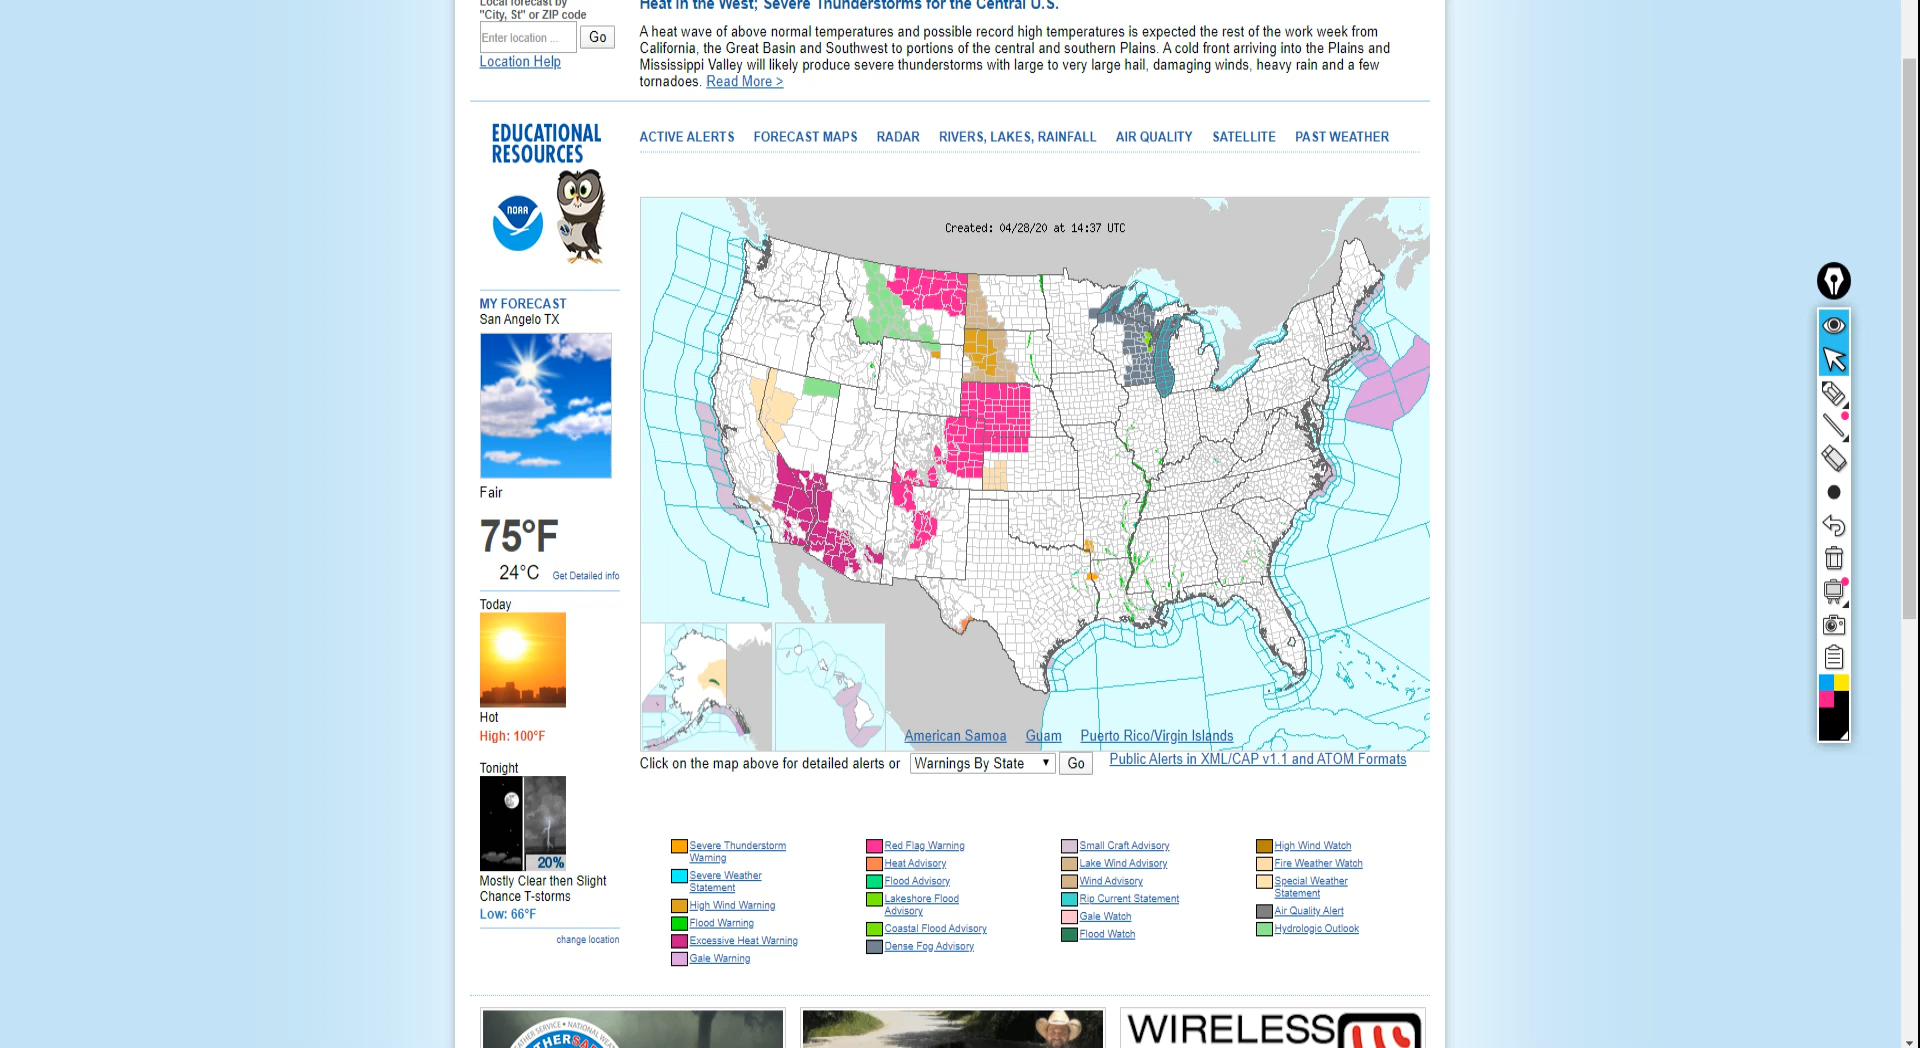 Local forecast by
"City, St" or ZIP code
Enter location ...
Go
Location Help
Heat in the West; Severe Thunderstorms for the Central U.S.
A heat wave of above normal temperatures and possible record high temperatures is expected the rest of the work week from
California, the Great Basin and Southwest to portions of the central and southern Plains. A cold front arriving into the Plains and
Mississippi Valley will likely produce severe thunderstorms with large to very large hail, damaging winds, heavy rain and a few
tornadoes. Read More >
EDUCATIONAL
RESOURCES
NOAA
MY FORECAST
San Angelo TX
Fair
75°F
24°C
Get Detailed info
Today
Hot
High: 100°F
Tonight
20%
Mostly Clear then Slight
Chance T-storms
Low: 66°F
change location
ACTIVE ALERTS FORECAST MAPS RADAR RIVERS, LAKES, RAINFALL AIR QUALITY SATELLITE PAST WEATHER
Created: 04/28/20 at 14:37 UTC
American Samoa Guam Puerto Rico/Virgin Islands
Click on the map above for detailed alerts or Warnings By State Go Public Alerts in XML/CAP v1.1 and ATOM Formats
Severe Thunderstorm
Warning
Severe Weather
Statement
High Wind Warning
Flood Warning
Excessive Heat Warning
Gale Warning
Red Flag Warning
Heat Advisory
Flood Advisory
Lakeshore Flood
Advisory
Coastal Flood Advisory
Dense Fog Advisory
Small Craft Advisory
Lake Wind Advisory
Wind Advisory
Rip Current Statement
Gale Watch
Flood Watch
High Wind Watch
Fire Weather Watch
Special Weather
Statement
Air Quality Alert
Hydrologic Outlook
WIRELESS